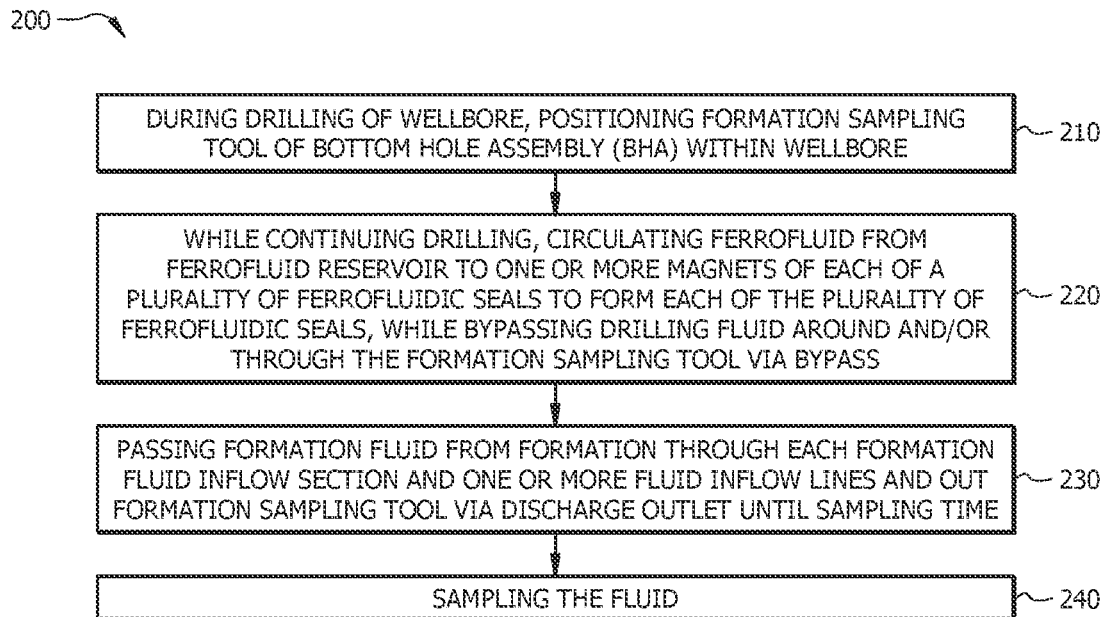 200
DURING DRILLING OF WELLBORE, POSITIONING FORMATION SAMPLING
TOOL OF BOTTOM HOLE ASSEMBLY (BHA) WITHIN WELLBORE
210
WHILE CONTINUING DRILLING, CIRCULATING FERROFLUID FROM
FERROFLUID RESERVOIR TO ONE OR MORE MAGNETS OF EACH OF A
PLURALITY OF FERROFLUIDIC SEALS TO FORM EACH OF THE PLURALITY OF
FERROFLUIDIC SEALS, WHILE BYPASSING DRILLING FLUID AROUND AND/OR
THROUGH THE FORMATION SAMPLING TOOL VIA BYPASS
220
PASSING FORMATION FLUID FROM FORMATION THROUGH EACH FORMATION
FLUID INFLOW SECTION AND ONE OR MORE FLUID INFLOW LINES AND OUT
FORMATION SAMPLING TOOL VIA DISCHARGE OUTLET UNTIL SAMPLING TIME
230
SAMPLING THE FLUID
240